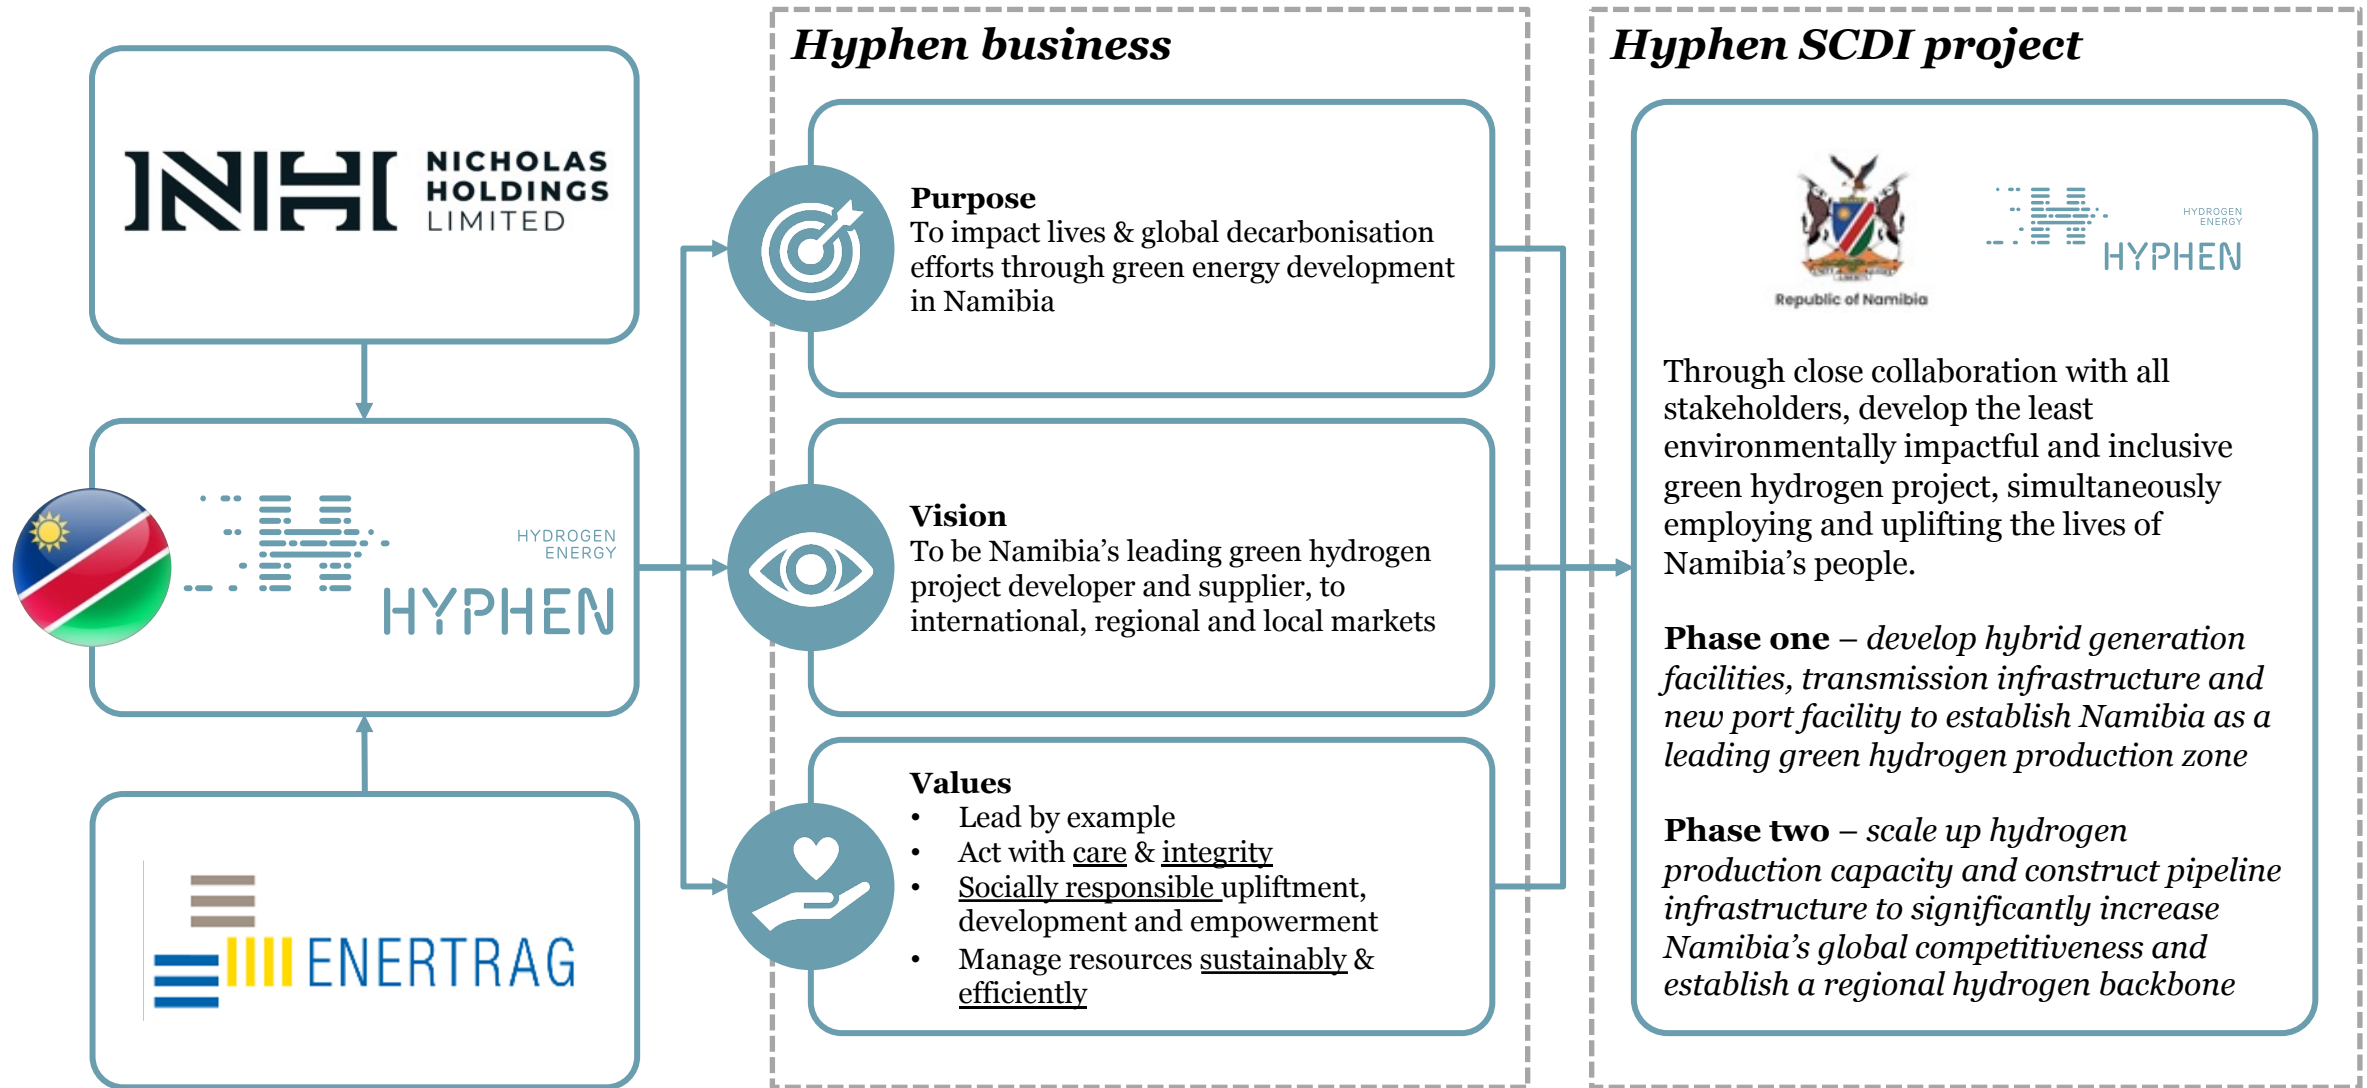 NH NICHOLAS
HOLDINGS
LIMITED
HYDROGEN
ENERGY
HYPHEN
ENERTRAG
Hyphen business
Purpose
To impact lives & global decarbonisation
efforts through green energy development
in Namibia
Vision
To be Namibia’s leading green hydrogen
project developer and supplier, to
international, regional and local markets
Values
• Lead by example
• Act with care & integrity
• Socially responsible upliftment,
development and empowerment
• Manage resources sustainably &
efficiently
Hyphen SCDI project
Republic of Namibia
HYDROGEN
ENERGY
HYPHEN
Through close collaboration with all
stakeholders, develop the least
environmentally impactful and inclusive
green hydrogen project, simultaneously
employing and uplifting the lives of
Namibia’s people.
Phase one – develop hybrid generation
facilities, transmission infrastructure and
new port facility to establish Namibia as a
leading green hydrogen production zone
Phase two – scale up hydrogen
production capacity and construct pipeline
infrastructure to significantly increase
Namibia’s global competitiveness and
establish a regional hydrogen backbone